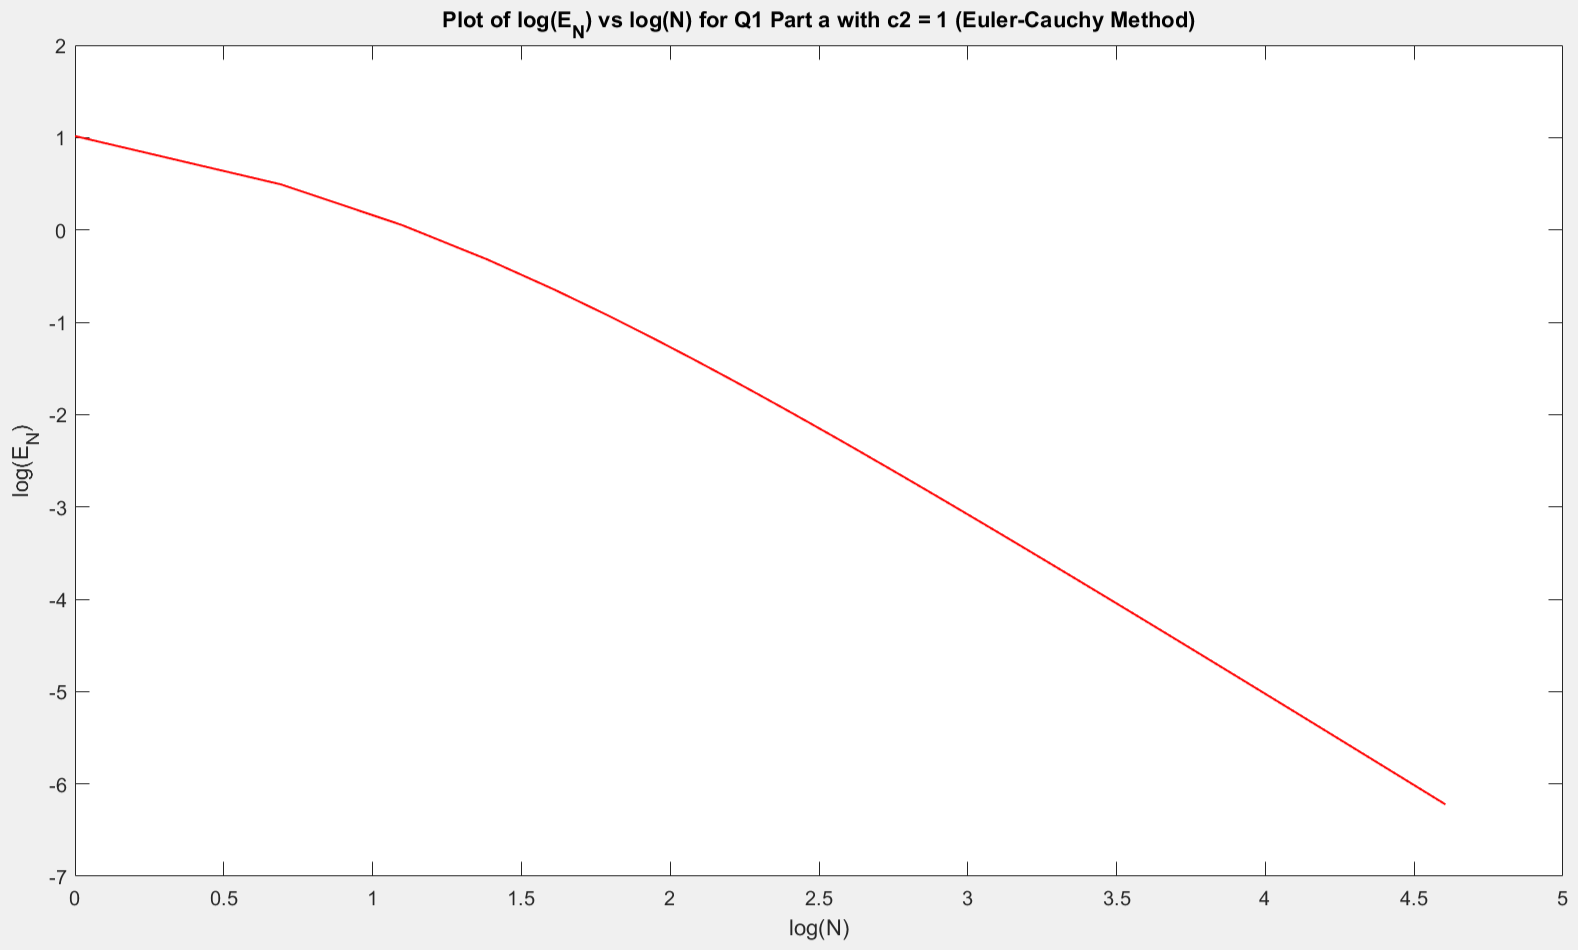 Plot of log(E_N) vs log(N) for Q1 Part a with c2 = 1 (Euler-Cauchy Method)
2
1
0
-1
-2
-3
-4
-5
-6
-7
log(E_N)
0 0.5 1 1.5 2 2.5 3 3.5 4 4.5 5
log(N)